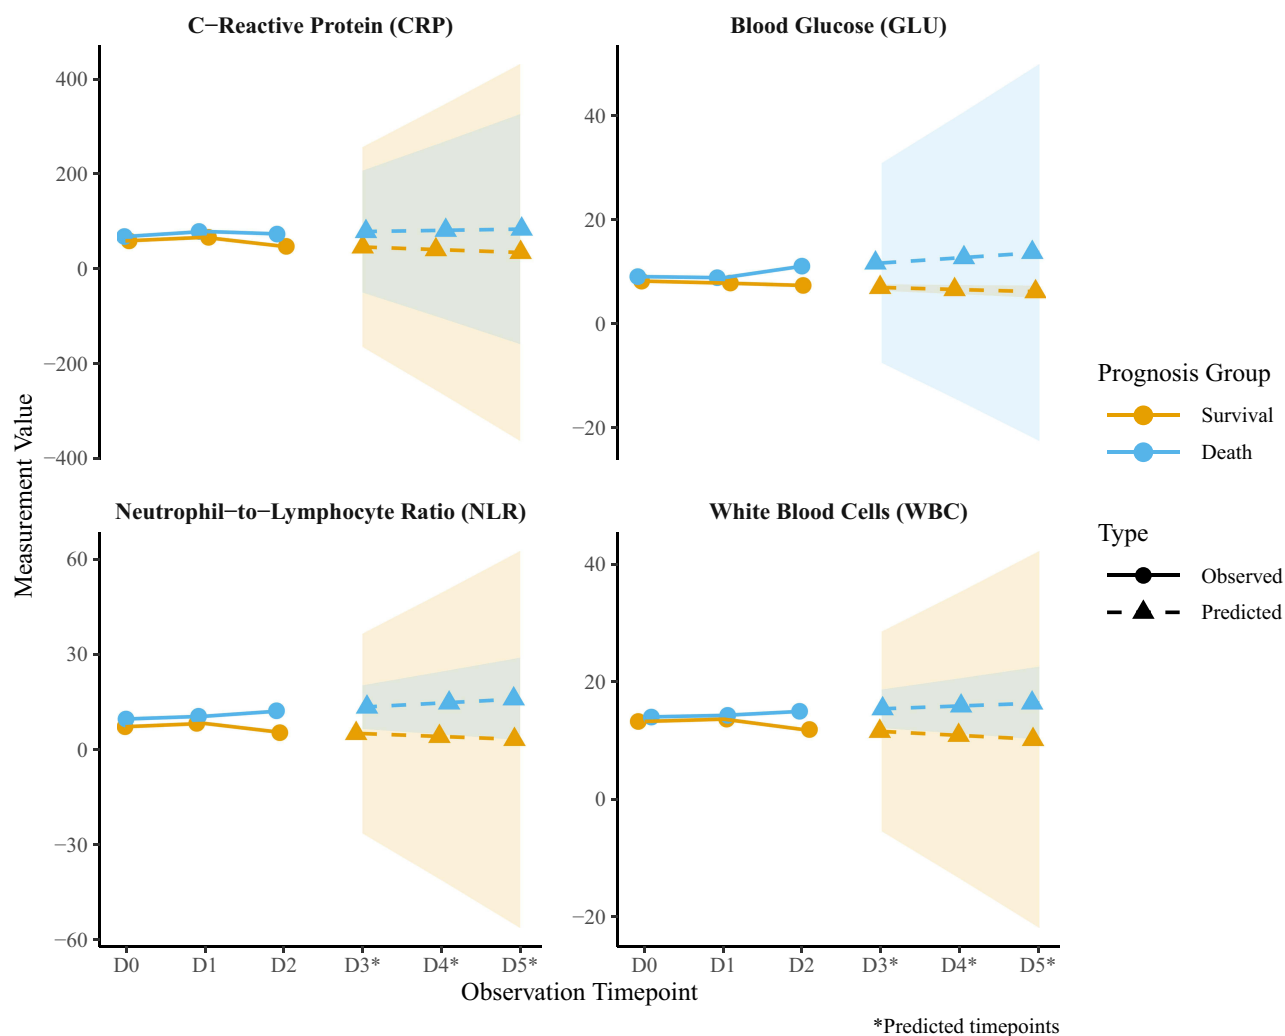 C−Reactive Protein (CRP)
Blood Glucose (GLU)
400
200
0
−200
−400
40
20
0
−20
Measurement Value
Neutrophil−to−Lymphocyte Ratio (NLR)
White Blood Cells (WBC)
60
30
0
−30
−60
40
20
0
−20
D0 D1 D2 D3* D4* D5*
D0 D1 D2 D3* D4* D5*
Observation Timepoint
*Predicted timepoints
Prognosis Group
Survival
Death
Type
Observed
Predicted